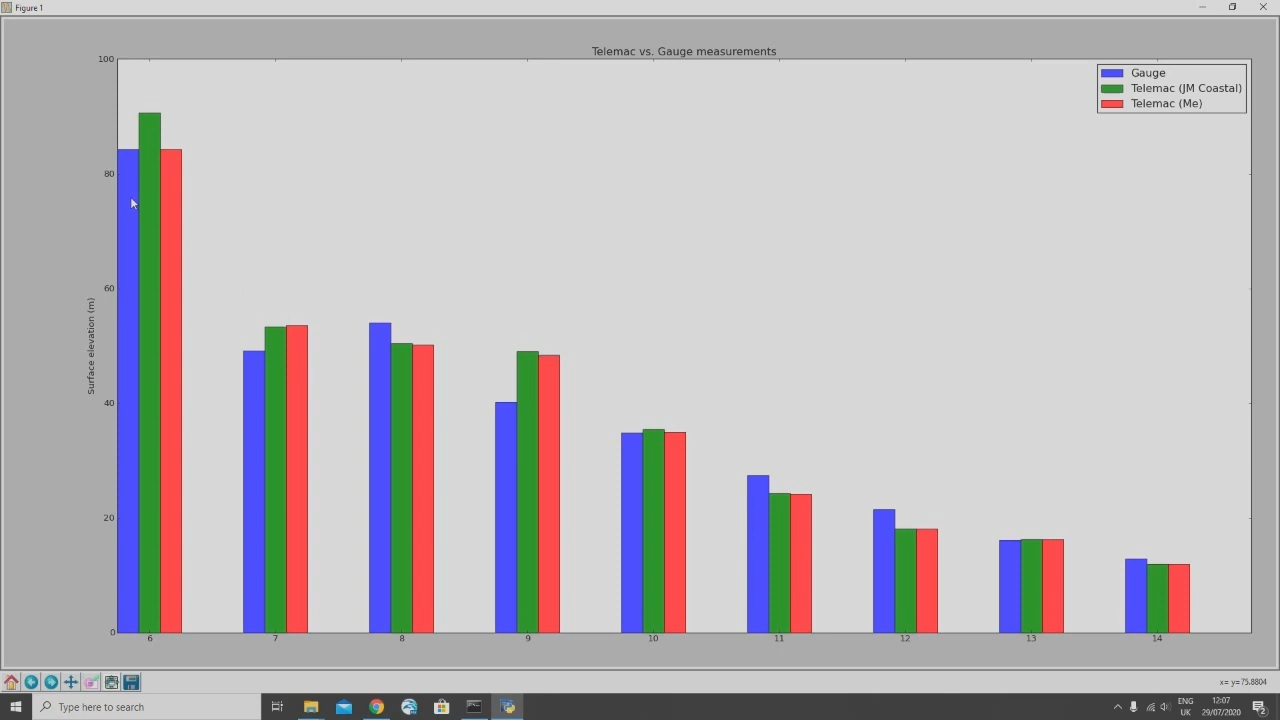 Figure 1
Telemac vs. Gauge measurements
100
80
60
40
20
0
Surface elevation (m)
Gauge
Telemac (JM Coastal)
Telemac (Me)
6 7 8 9 10 11 12 13 14
x= y=75.8804
Type here to search
ENG
UK
12:07
29/07/2020
2